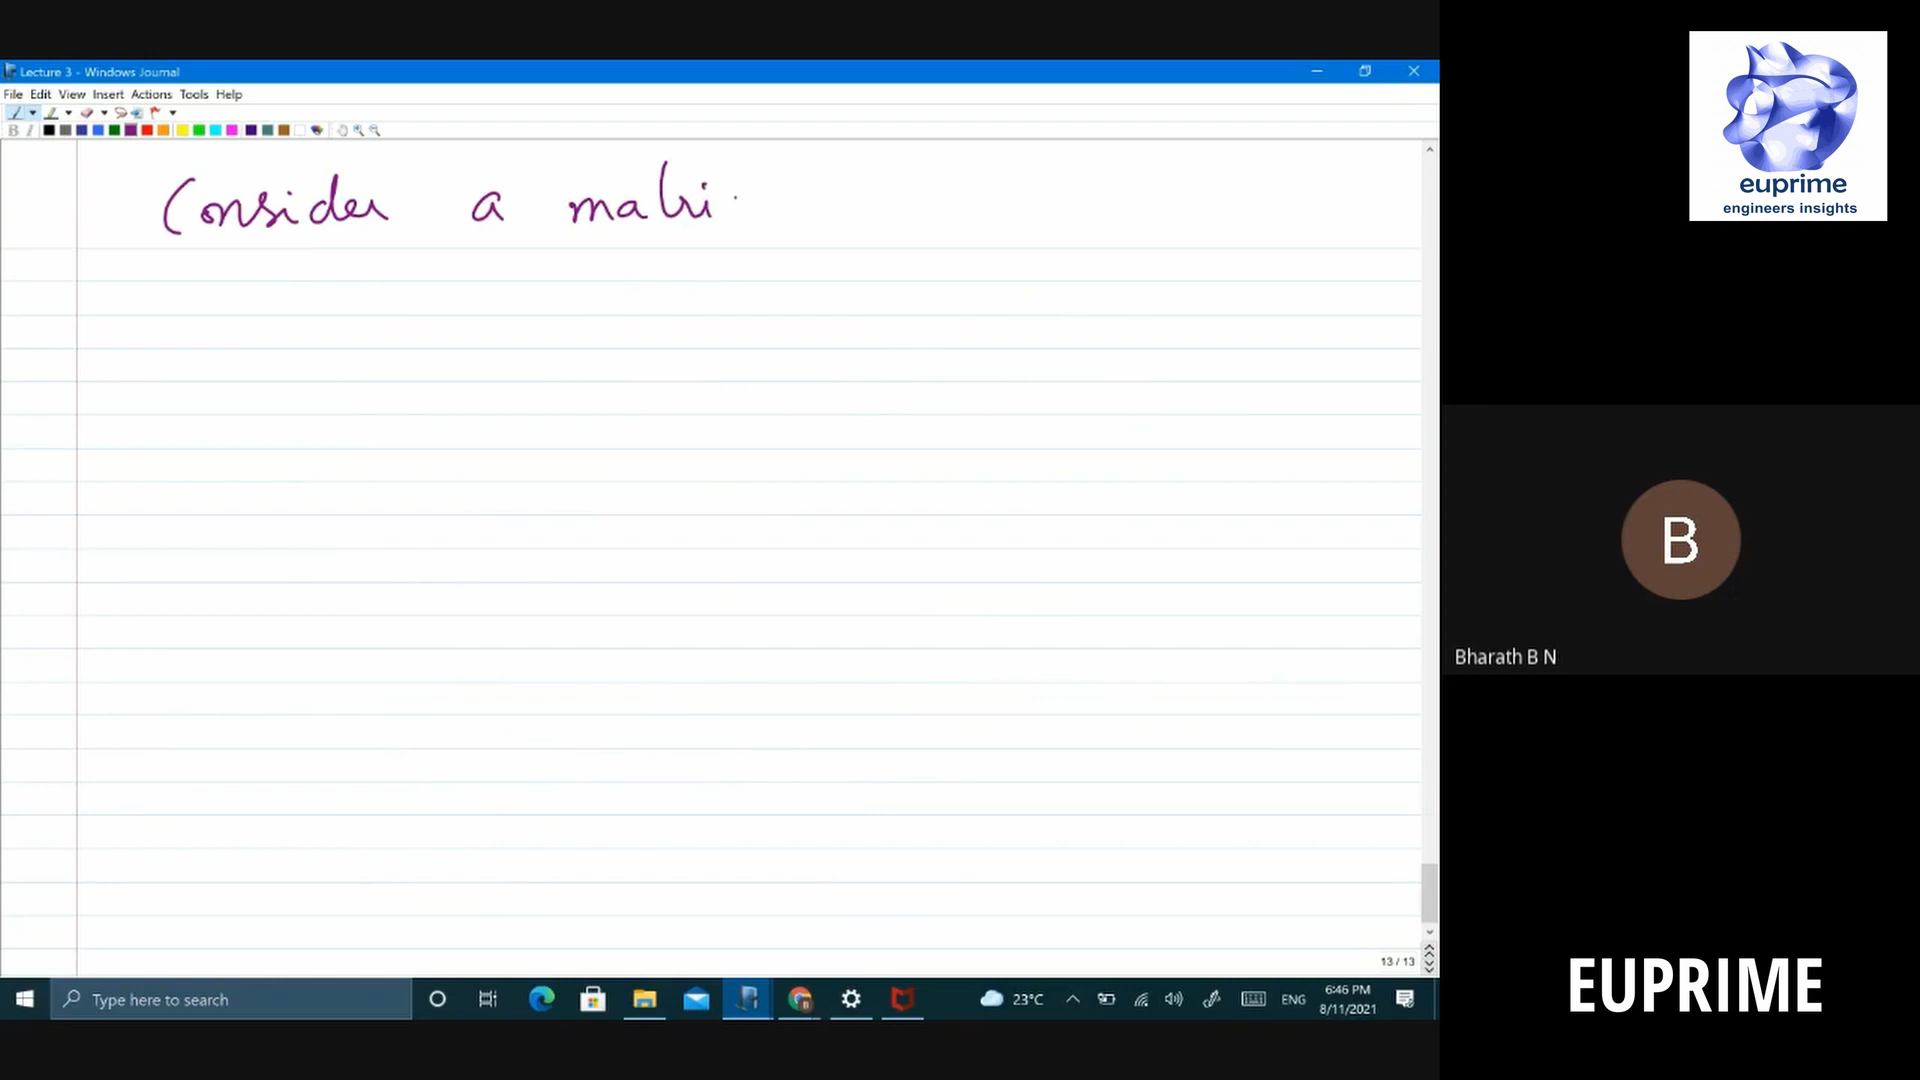 Lecture 3 - Windows Journal
File Edit View Insert Actions Tools Help
B I
Consider a matri
13 / 13
Type here to search
23°C
ENG
6:46 PM
8/11/2021
euprime
engineers insights
B
Bharath B N
EUPRIME